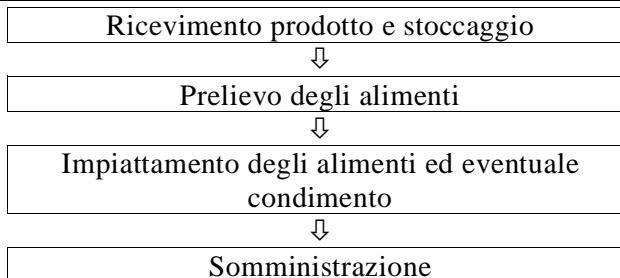 Ricevimento prodotto e stoccaggio
⇩
Prelievo degli alimenti
⇩
Impiattamento degli alimenti ed eventuale
condimento
⇩
Somministrazione